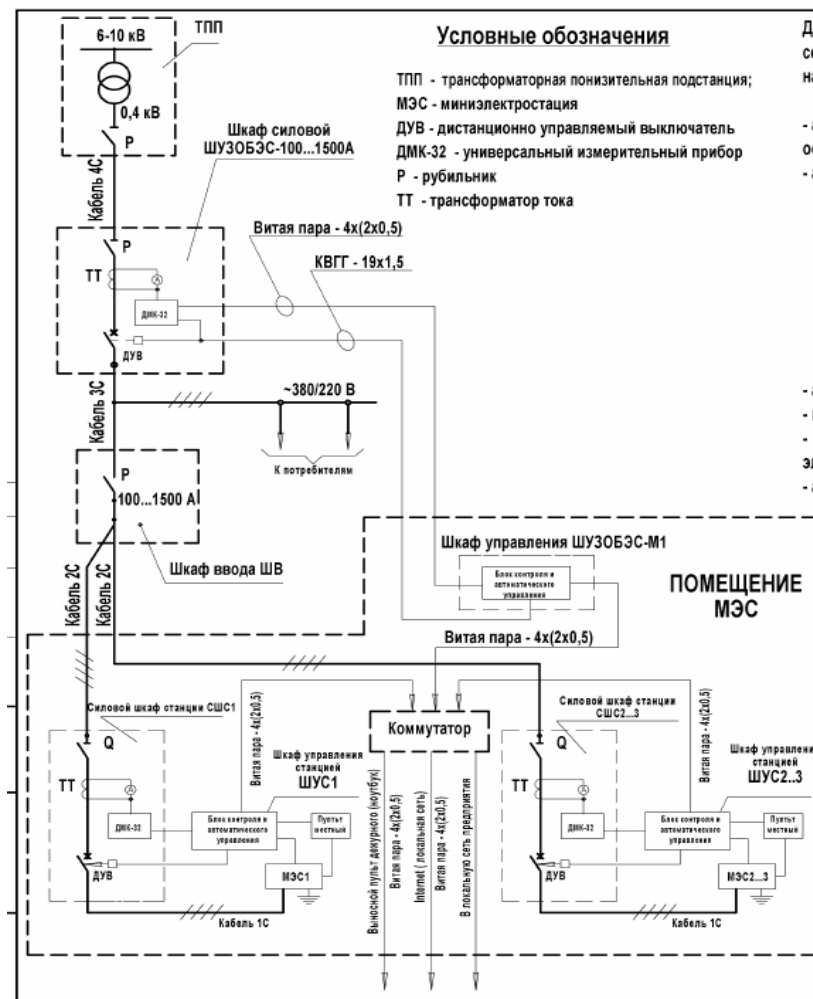 6-10 кВ
ТПП
0,4 кВ
Р
Кабель 4С
Условные обозначения
ТПП - трансформаторная понизительная подстанция;
МЭС - миниэлектростация
ДУВ - дистанционно управляемый выключатель
ДМК-32 - универсальный измерительный прибор
Р - рубильник
ТТ - трансформатор тока
Шкаф силовой
ШУЗОБЭС-100...1500А
Витая пара - 4х(2х0,5)
КВГГ - 19х1,5
Р
ТТ
А
ДМК-32
ДУВ
Кабель 3С
~380/220 В
К потребителям
Р
100...1500 А
Шкаф ввода ШВ
Кабель 2С
Кабель 2С
Шкаф управления ШУЗОБЭС-М1
Блок контроля и
автоматического
управления
ПОМЕЩЕНИЕ
МЭС
Витая пара - 4х(2х0,5)
Силовой шкаф станции СШС1
Q
ТТ
А
ДМК-32
ДУВ
Витая пара - 4х(2х0,5)
Шкаф управления
станцией
ШУС1
Блок контроля и
автоматического
управления
Пульт
местный
МЭС1
Кабель 1С
Коммутатор
Выносной пульт дежурного (ноутбук)
Витая пара - 4х(2х0,5)
Internet ( локальная сеть)
Витая пара - 4х(2х0,5)
В локальную сеть предприятия
Силовой шкаф станции
СШС2...3
Q
ТТ
А
ДМК-32
ДУВ
Витая пара - 4х(2х0,5)
Шкаф управлени
станцией
ШУС2..3
Блок контроля и
автоматического
управления
Пульт
местный
МЭС2...3
Кабель 1С